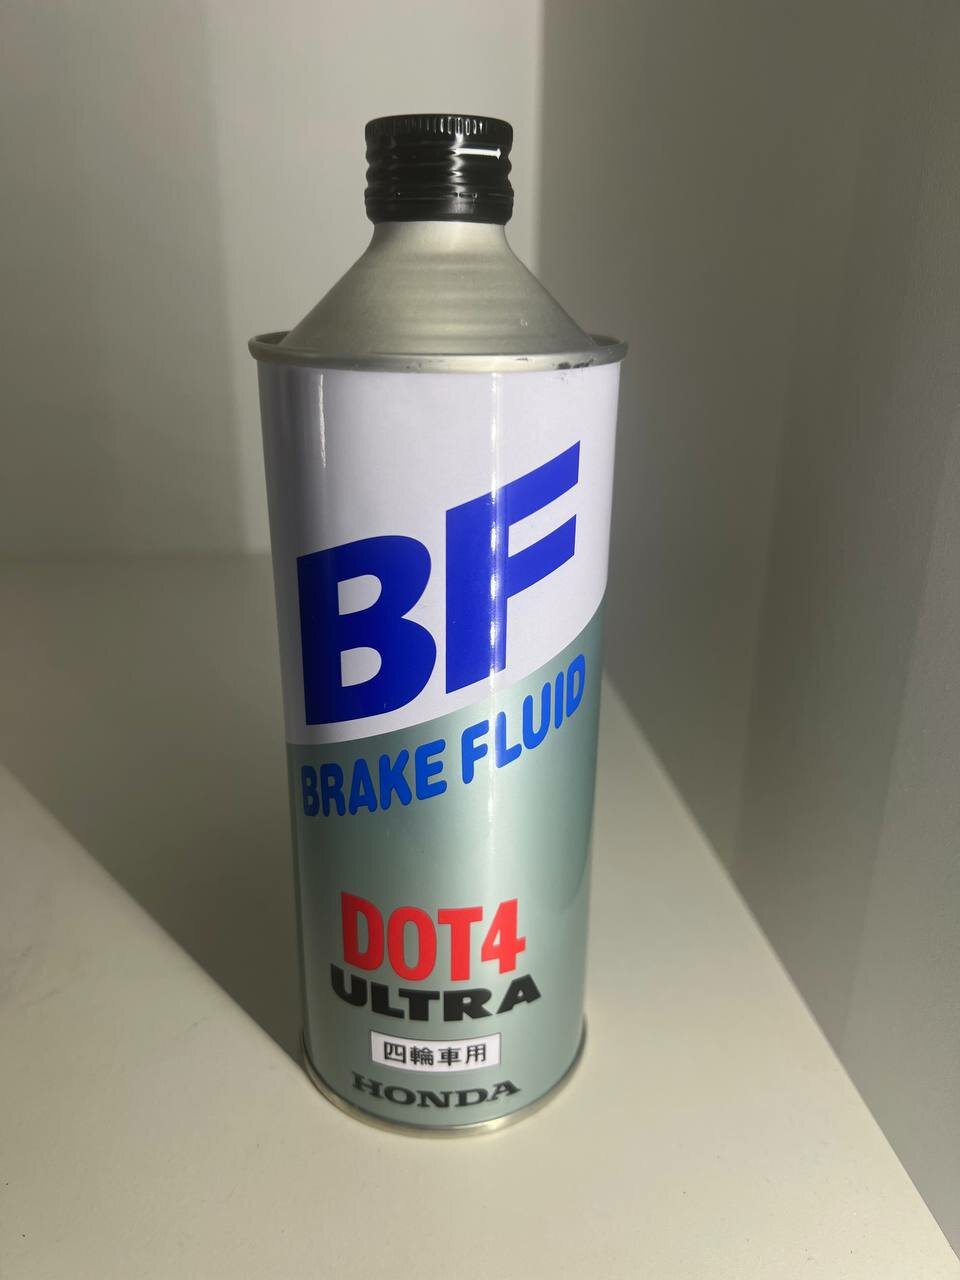 BF
BRAKE FLUID
DOT4
ULTRA
四輪車用
HONDA